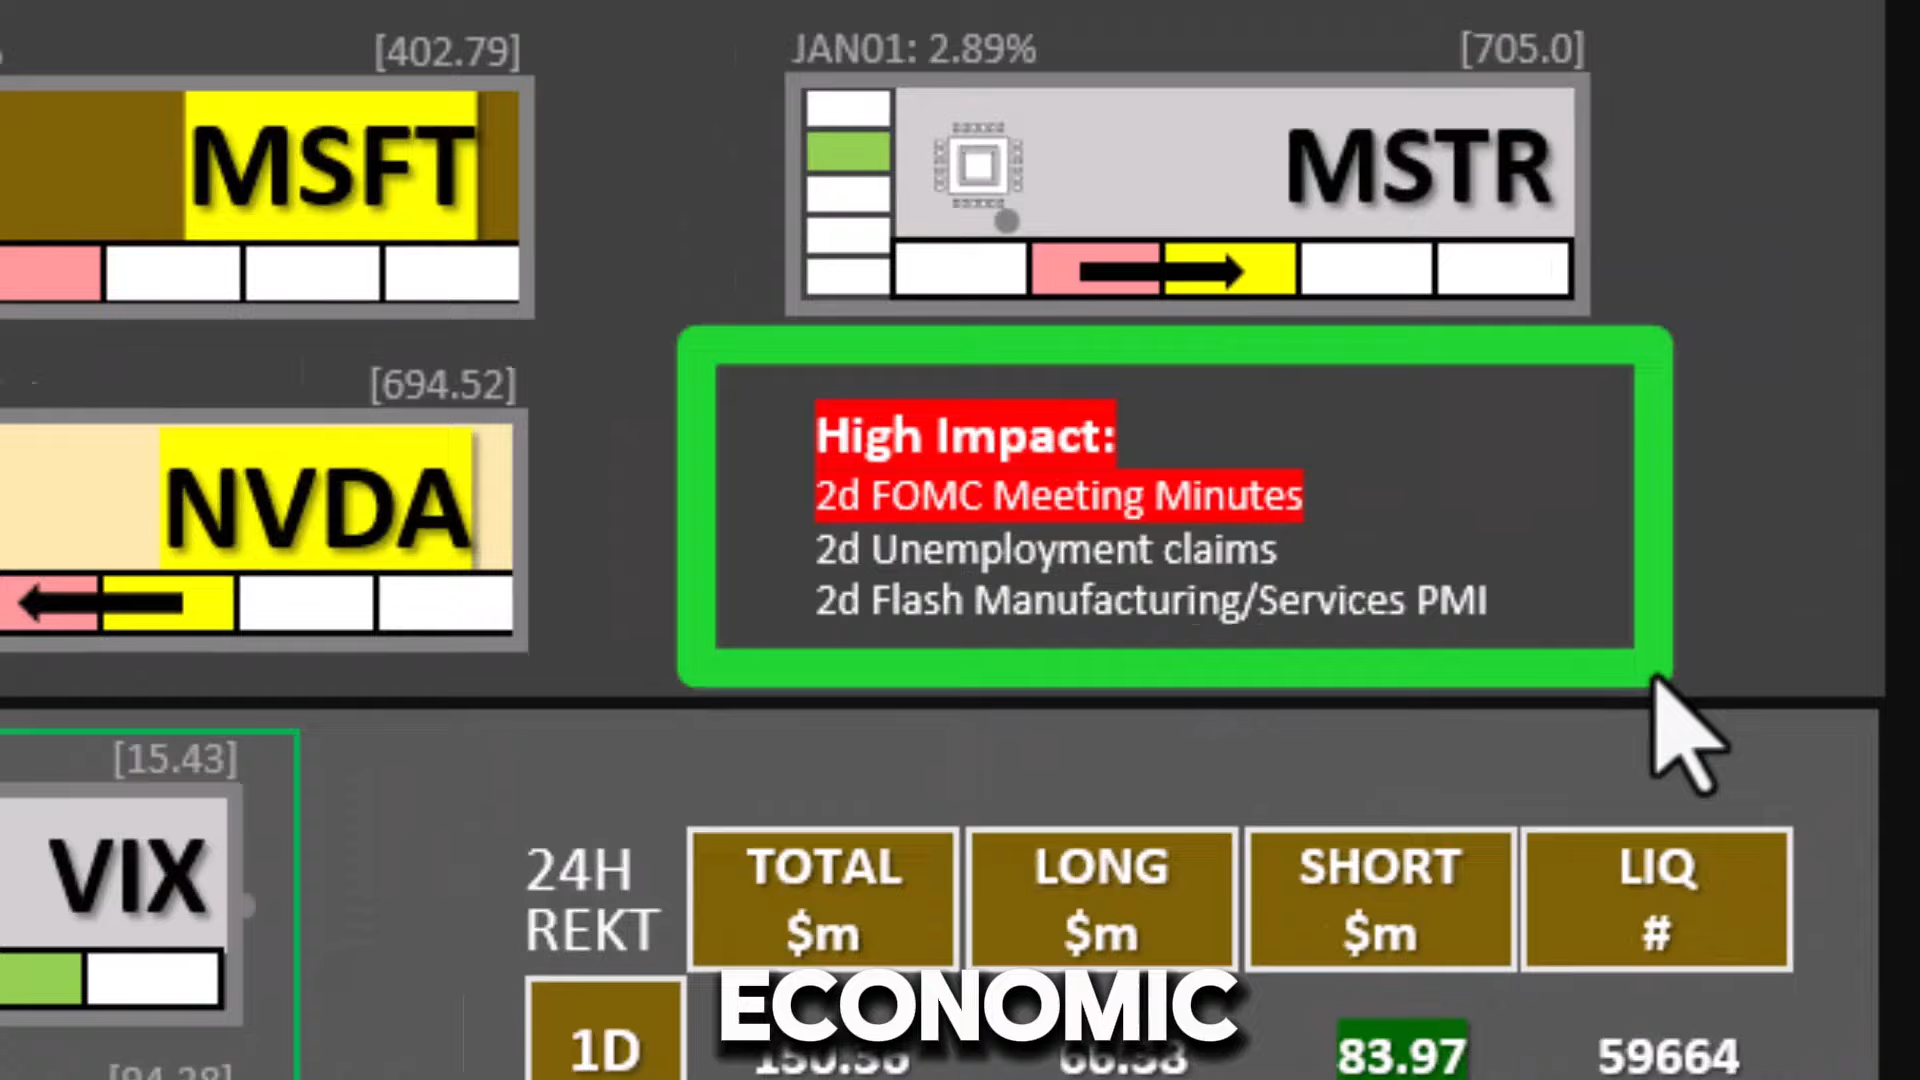 [402.79]
JAN01: 2.89%
[705.0]
MSFT
MSTR
[694.52]
NVDA
High Impact:
2d FOMC Meeting Minutes
2d Unemployment claims
2d Flash Manufacturing/Services PMI
[15.43]
VIX
24H
REKT
TOTAL
$m
LONG
$m
SHORT
$m
LIQ
#
ECONOMIC
1D
83.97
59664